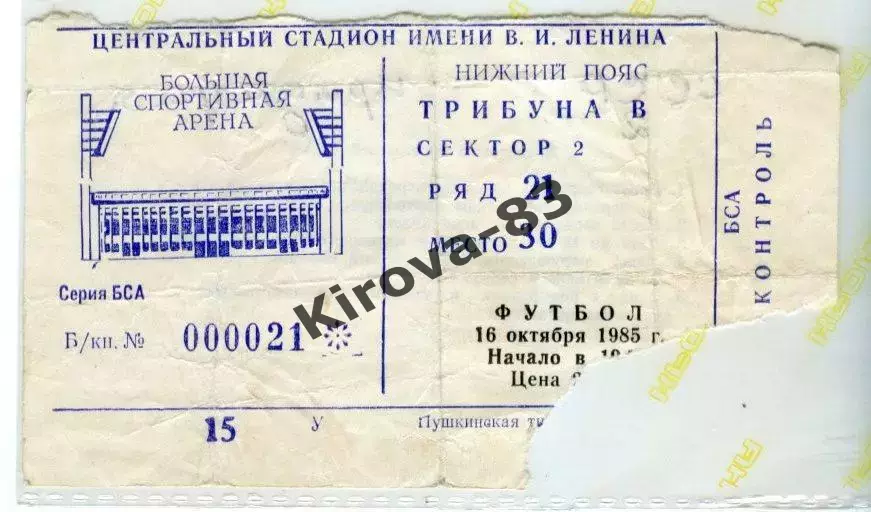 ЦЕНТРАЛЬНЫЙ СТАДИОН ИМЕНИ В. И. ЛЕНИНА
БОЛЬШАЯ
СПОРТИВНАЯ
АРЕНА
Серия БСА
Б/кн. № 000021
НИЖНИЙ ПОЯС
ТРИБУНА В
СЕКТОР 2
РЯД 21
МЕСТО 30
ФУТБОЛ
16 октября 1985 г.
Начало в
Цена
15 У Пушкинская
БСА
КОНТРОЛЬ
Kirova-83